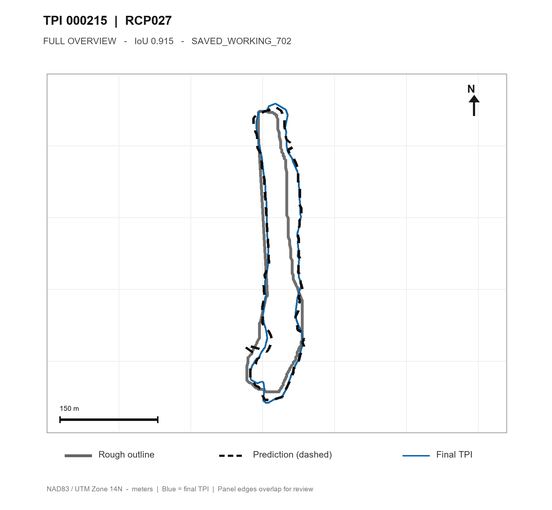 TPI 000215 | RCP027
FULL OVERVIEW - IoU 0.915 - SAVED_WORKING_702
N
150 m
Rough outline Prediction (dashed) Final TPI
NAD83 / UTM Zone 14N - meters | Blue = final TPI | Panel edges overlap for review